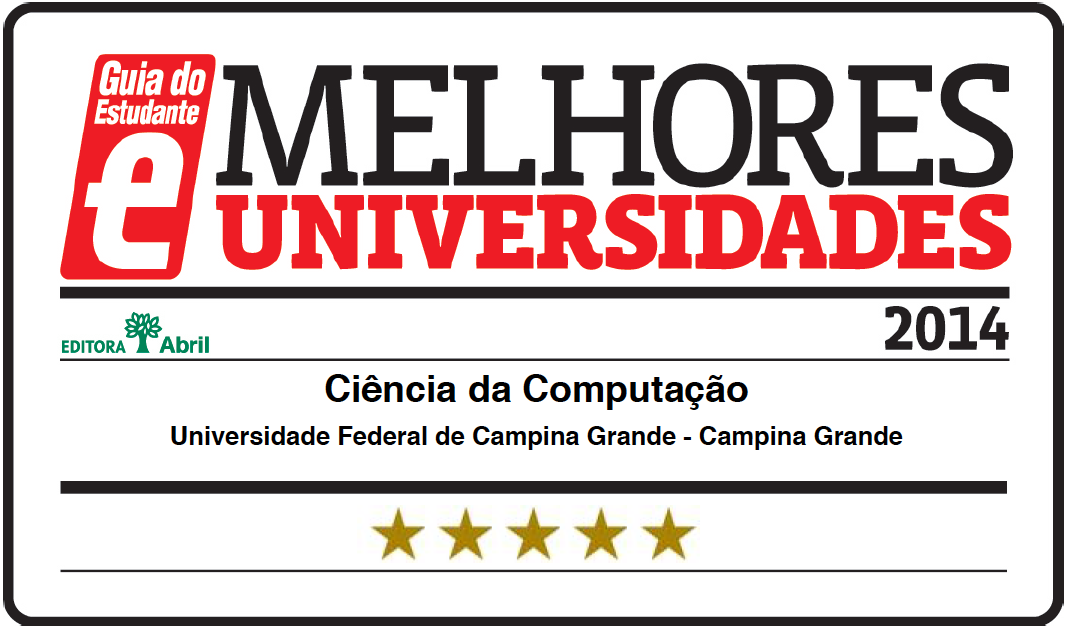 Guia do
Estudante
e
MELHORES
UNIVERSIDADES
EDITORA Abril
2014
Ciência da Computação
Universidade Federal de Campina Grande - Campina Grande